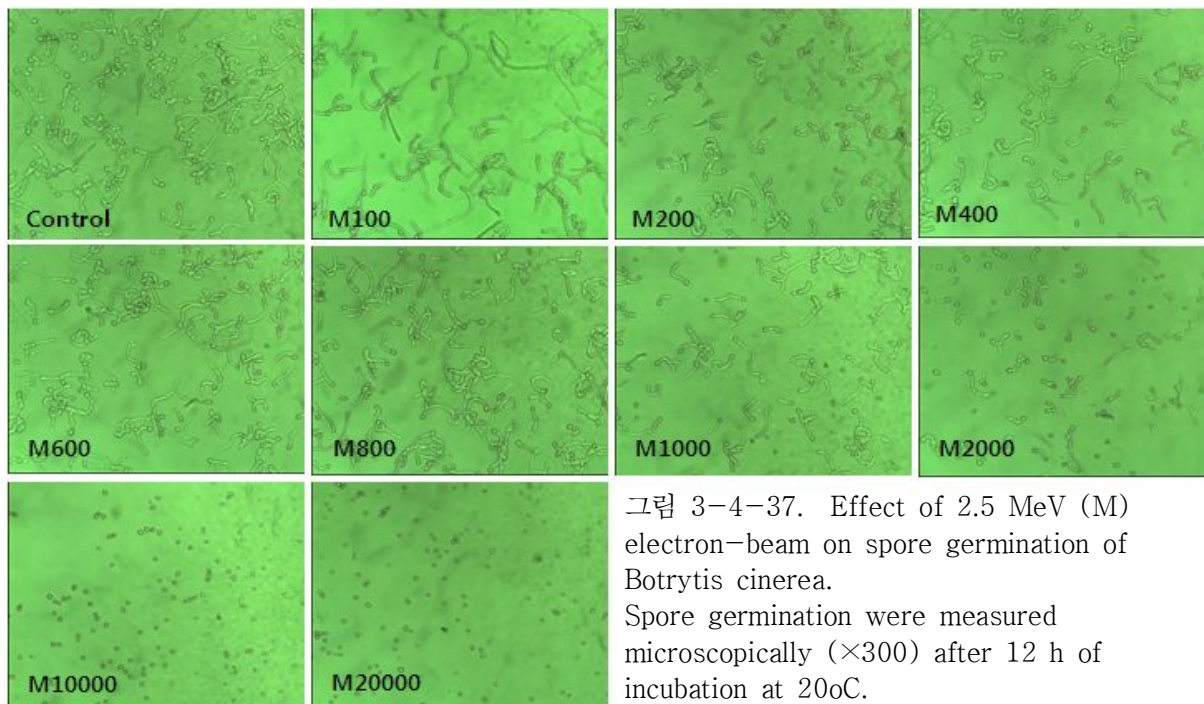 Control
M100
M200
M400
M600
M800
M1000
M2000
M10000
M20000
그림 3-4-37. Effect of 2.5 MeV (M)
electron-beam on spore germination of
Botrytis cinerea.
Spore germination were measured
microscopically (×300) after 12 h of
incubation at 20oC.